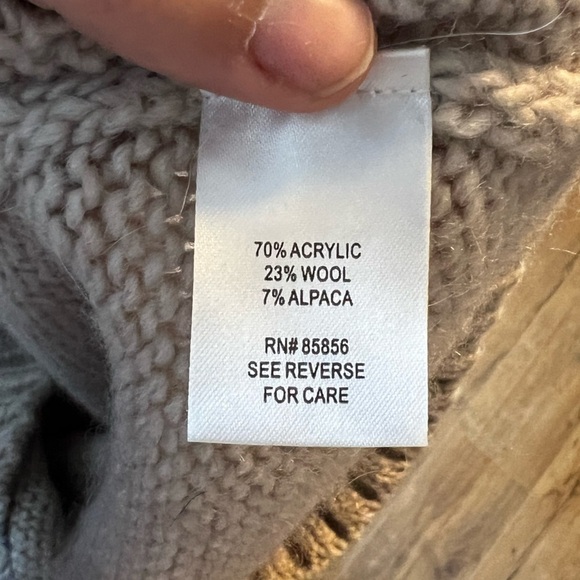 70% ACRYLIC
23% WOOL
7% ALPACA
RN# 85856
SEE REVERSE
FOR CARE